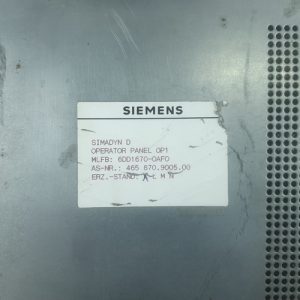 SIEMENS
SIMADYN D
OPERATOR PANEL OP1
MLFB: 6DD1670-0AF0
AS-NR.: 465 670.9005.00
ERZ.-STAND: X L M N